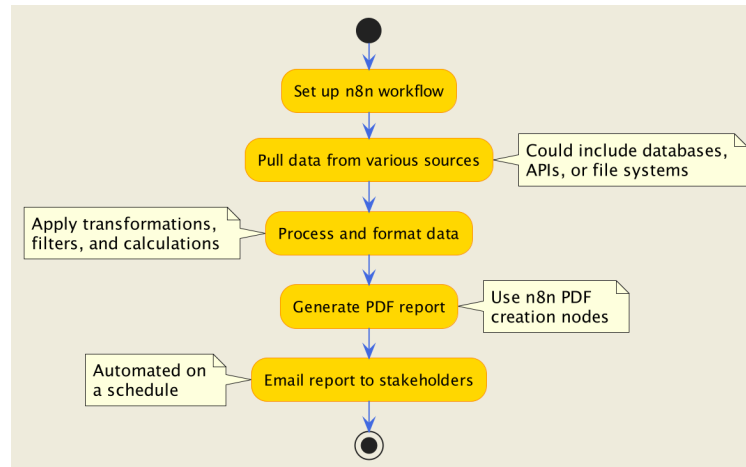 Set up n8n workflow
Pull data from various sources
Could include databases,
APIs, or file systems
Apply transformations,
filters, and calculations
Process and format data
Generate PDF report
Use n8n PDF
creation nodes
Automated on
a schedule
Email report to stakeholders